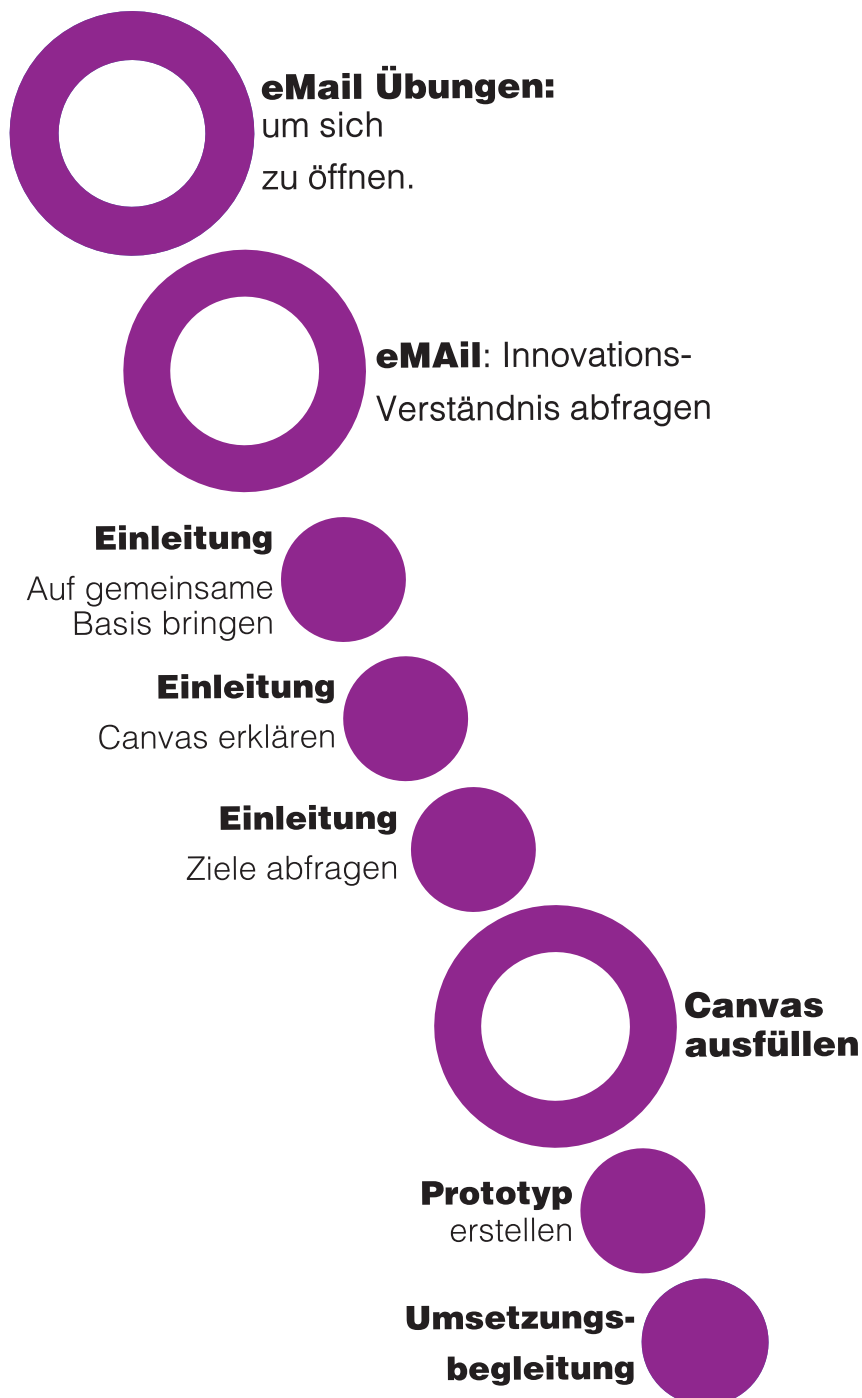 eMail Übungen:
um sich
zu öffnen.
eMAil: Innovations-
Verständnis abfragen
Einleitung
Auf gemeinsame
Basis bringen
Einleitung
Canvas erklären
Einleitung
Ziele abfragen
Canvas
ausfüllen
Prototyp
erstellen
Umsetzungs-
begleitung